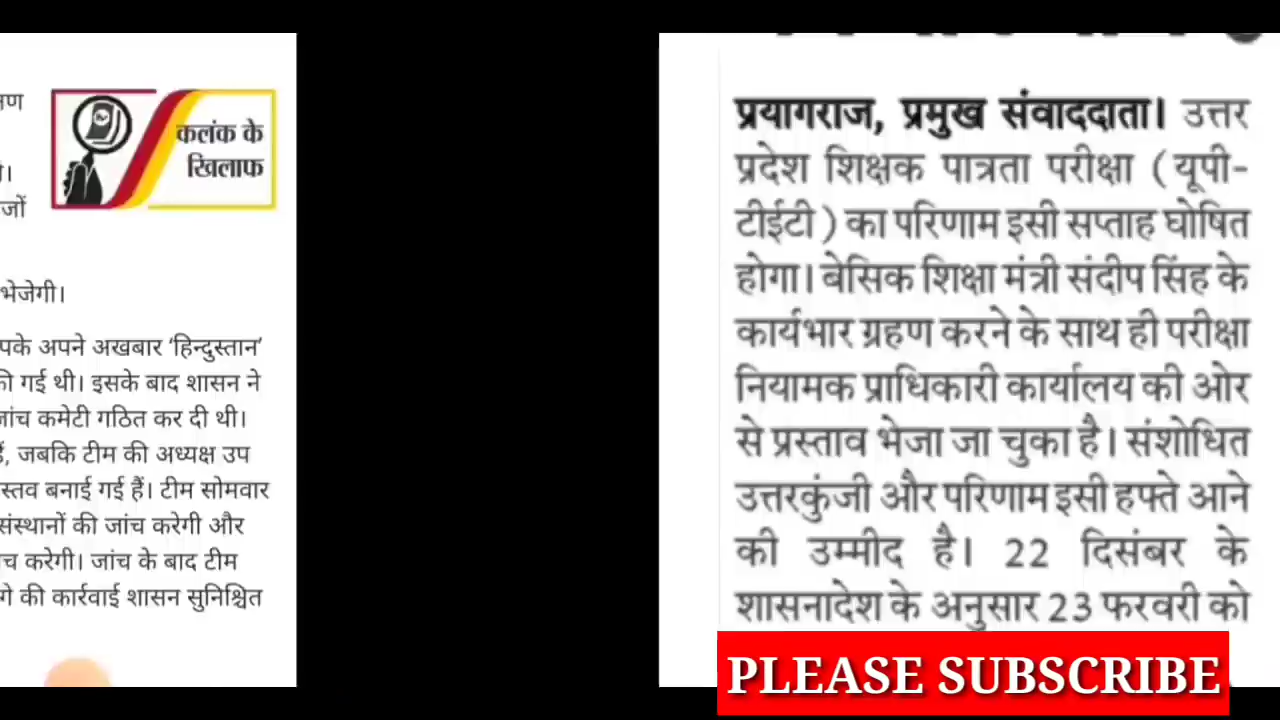 कलंक के
खिलाफ
भेजेगी।
अपने अखबार ‘हिन्दुस्तान’
गई थी। इसके बाद शासन ने
जांच कमेटी गठित कर दी थी।
जबकि टीम की अध्यक्ष उप
बनाई गई हैं। टीम सोमवार
संस्थानों की जांच करेगी और
करेगी। जांच के बाद टीम
की कार्रवाई शासन सुनिश्चित
प्रयागराज, प्रमुख संवाददाता। उत्तर
प्रदेश शिक्षक पात्रता परीक्षा (यूपी-
टीईटी) का परिणाम इसी सप्ताह घोषित
होगा। बेसिक शिक्षा मंत्री संदीप सिंह के
कार्यभार ग्रहण करने के साथ ही परीक्षा
नियामक प्राधिकारी कार्यालय की ओर
से प्रस्ताव भेजा जा चुका है। संशोधित
उत्तरकुंजी और परिणाम इसी हफ्ते आने
की उम्मीद है। 22 दिसंबर के
शासनादेश के अनुसार 23 फरवरी को
PLEASE SUBSCRIBE